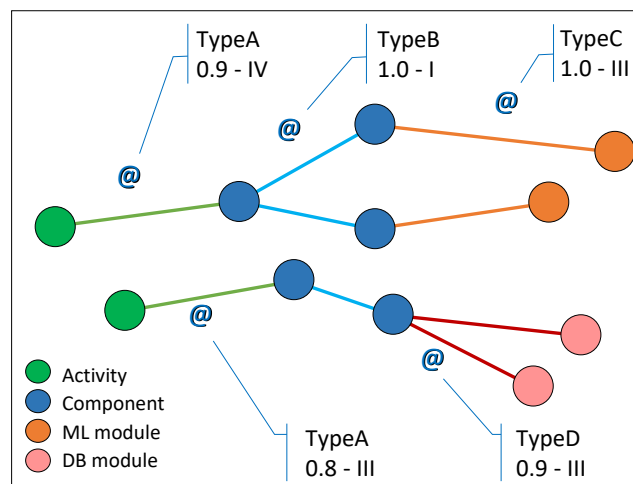 TypeA
0.9 - IV
TypeB
1.0 - I
TypeC
1.0 - III
@
@
@
@
@
Activity
Component
ML module
DB module
TypeA
0.8 - III
TypeD
0.9 - III